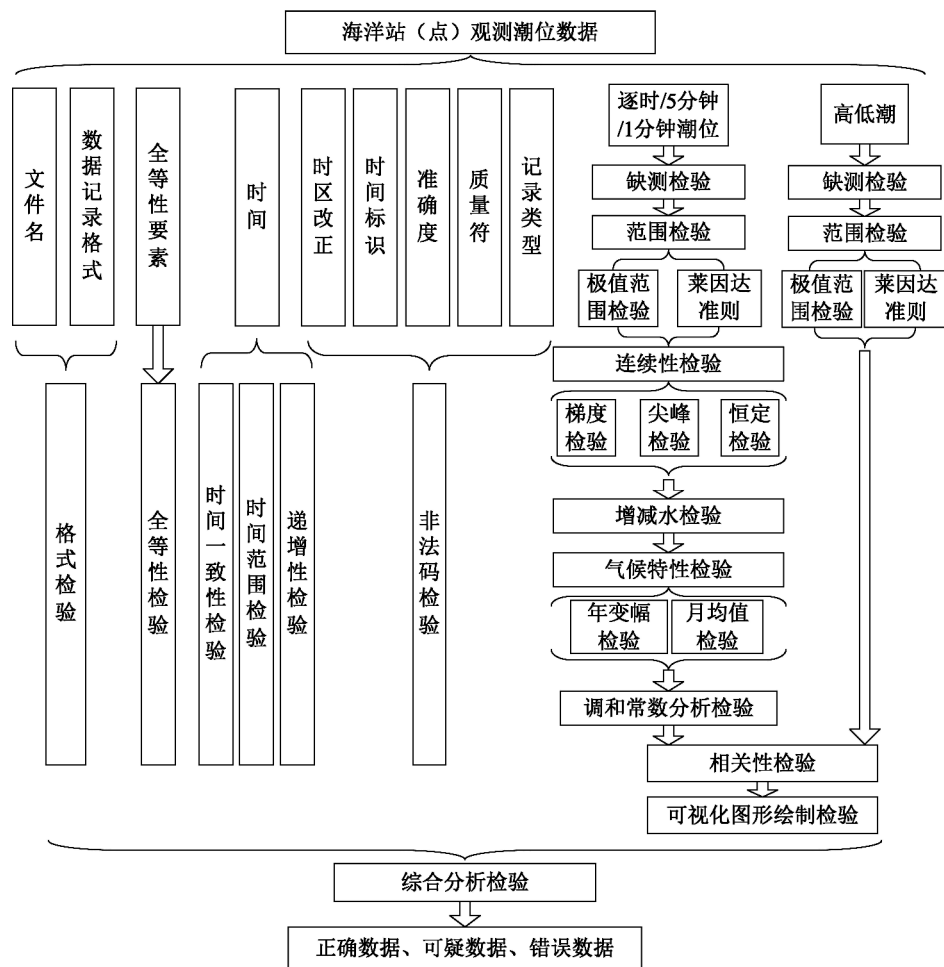 海洋站（点）观测潮位数据
文件名
数据记录格式
全等性要素
时间
时区改正
时间标识
准确度
质量符
记录类型
逐时/5分钟
/1分钟潮位
高低潮
缺测检验
缺测检验
范围检验
范围检验
极值范
围检验
莱因达
准则
极值范
围检验
莱因达
准则
连续性检验
梯度
检验
尖峰
检验
恒定
检验
格式检验
全等性检验
时间一致性检验
时间范围检验
递增性检验
非法码检验
增减水检验
气候特性检验
年变幅
检验
月均值
检验
调和常数分析检验
相关性检验
可视化图形绘制检验
综合分析检验
正确数据、可疑数据、错误数据